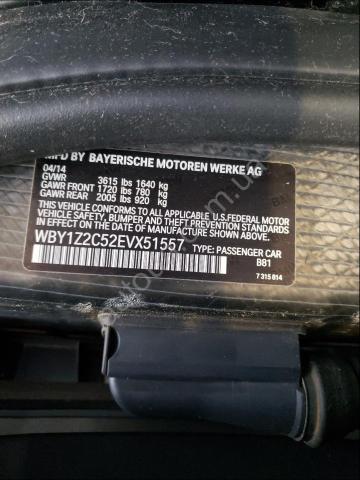 MFD BY BAYERISCHE MOTOREN WERKE AG
04/14
GVWR 3615 lbs 1640 kg
GAWR FRONT 1720 lbs 780 kg
GAWR REAR 2005 lbs 920 kg
THIS VEHICLE CONFORMS TO ALL APPLICABLE U.S.FEDERAL MOTOR
VEHICLE SAFETY, BUMPER, AND THEFT PREVENTION STANDARDS
IN EFFECT ON THE DATE OF MANUFACTURE SHOWN ABOVE.
WBY1Z2C52EVX51557 TYPE: PASSENGER CAR
B81
7 315 814